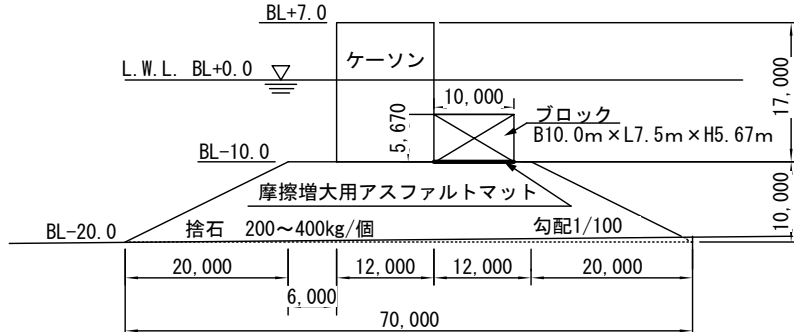 BL+7.0
ケーソン
L.W.L. BL+0.0
10,000
17,000
ブロック
B10.0m×L7.5m×H5.67m
5,670
BL-10.0
摩擦増大用アスファルトマット
10,000
捨石 200~400kg/個
勾配1/100
BL-20.0
20,000
12,000
12,000
20,000
6,000
70,000